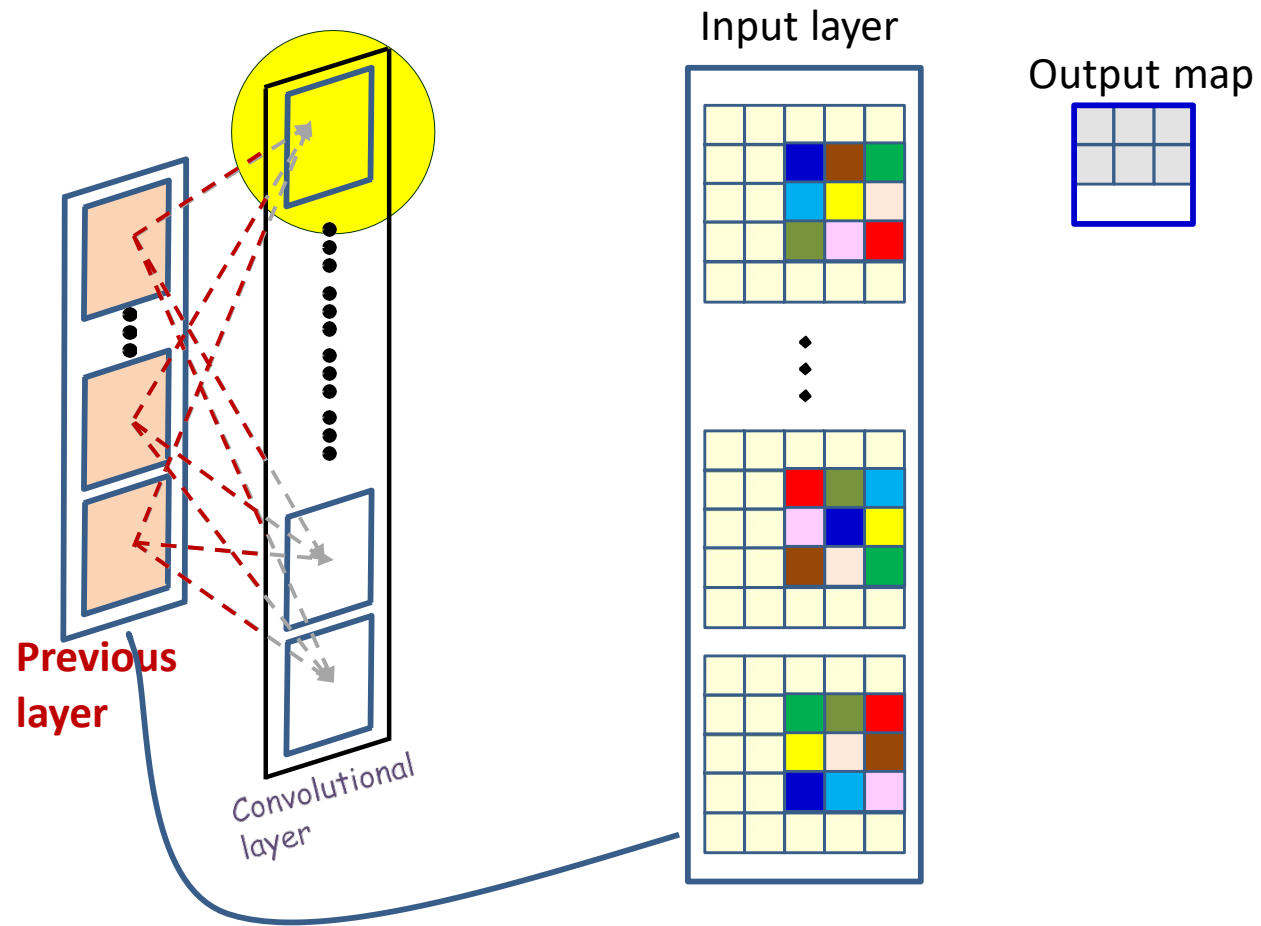 Input layer
Output map
Previous
layer
Convolutional
layer